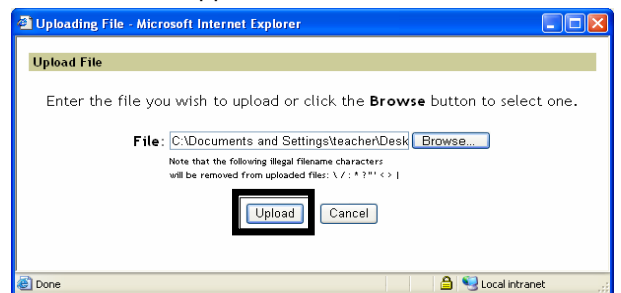 Uploading File - Microsoft Internet Explorer
Upload File
Enter the file you wish to upload or click the Browse button to select one.
File: C:\Documents and Settings\teacher\Desk Browse...
Note that the following illegal filename characters
will be removed from uploaded files: \ / : * ? " ' < > |
Upload Cancel
Done Local intranet